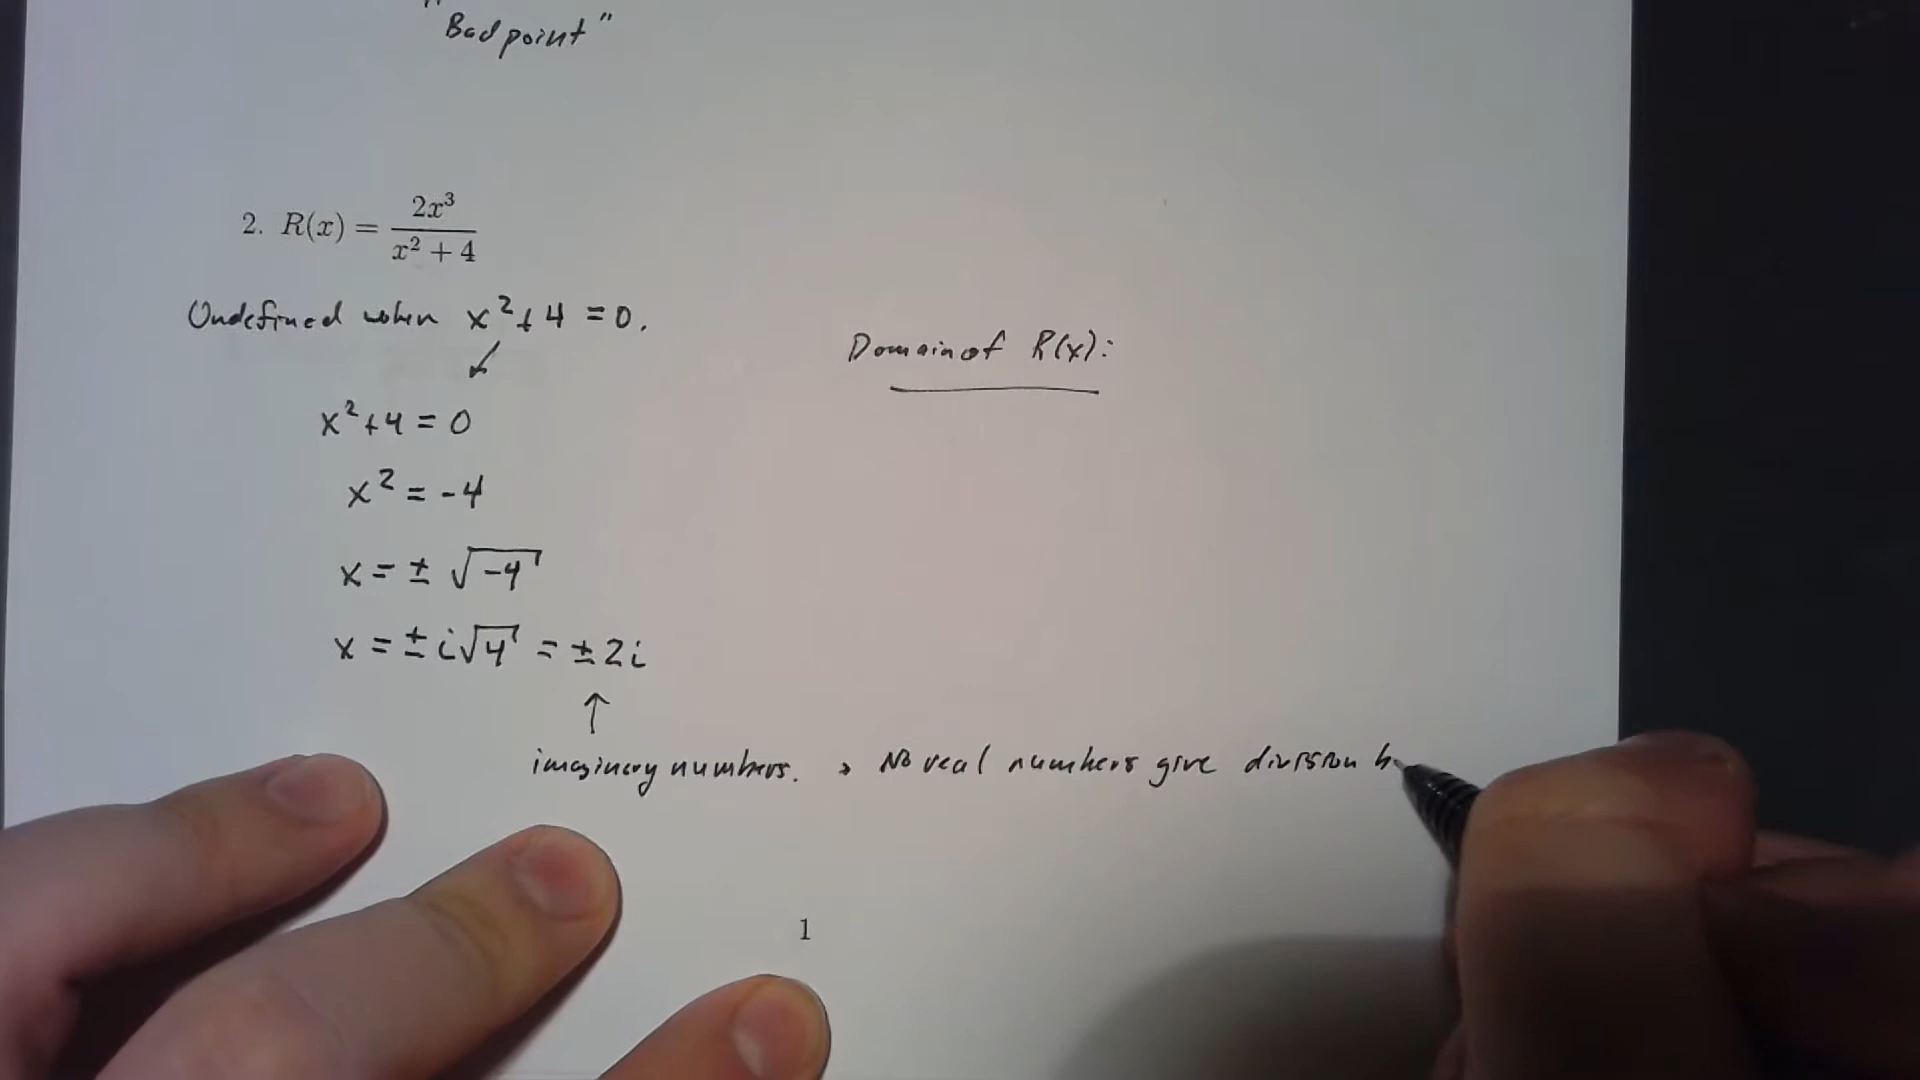 "Bad point"
2. R(x) = 2x³ / x² + 4
Undefined when x² + 4 = 0.
Domain of R(x):
x² + 4 = 0
x² = -4
x = ± √-4
x = ± i√4 = ± 2i
imaginary numbers. No real numbers give division b
1